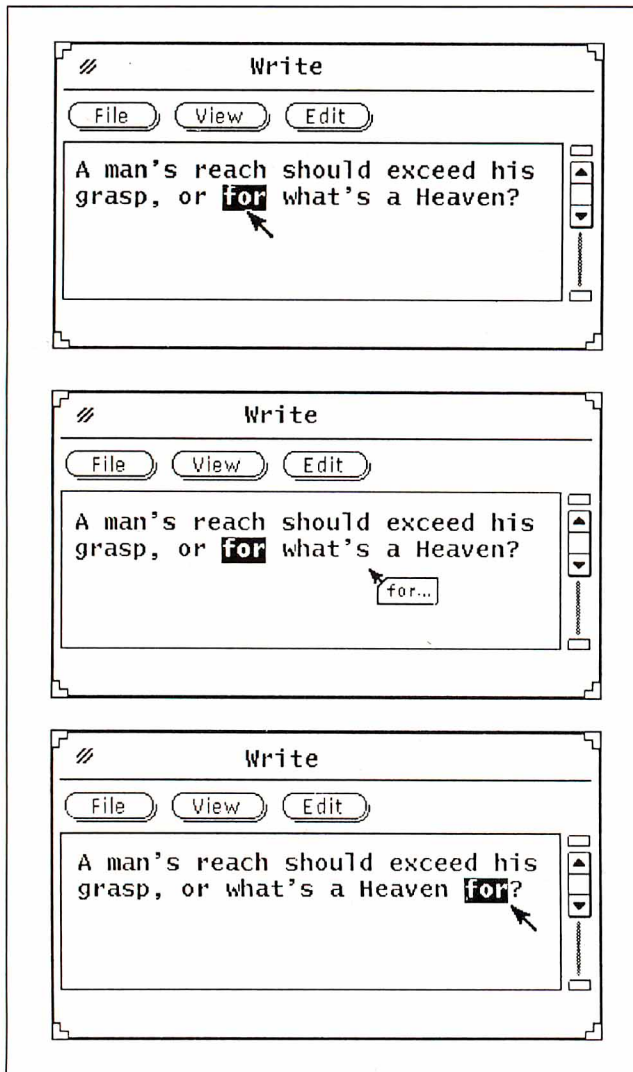 Write
File View Edit
A man's reach should exceed his
grasp, or for what's a Heaven?
Write
File View Edit
A man's reach should exceed his
grasp, or for what's a Heaven?
for...
Write
File View Edit
A man's reach should exceed his
grasp, or what's a Heaven for?